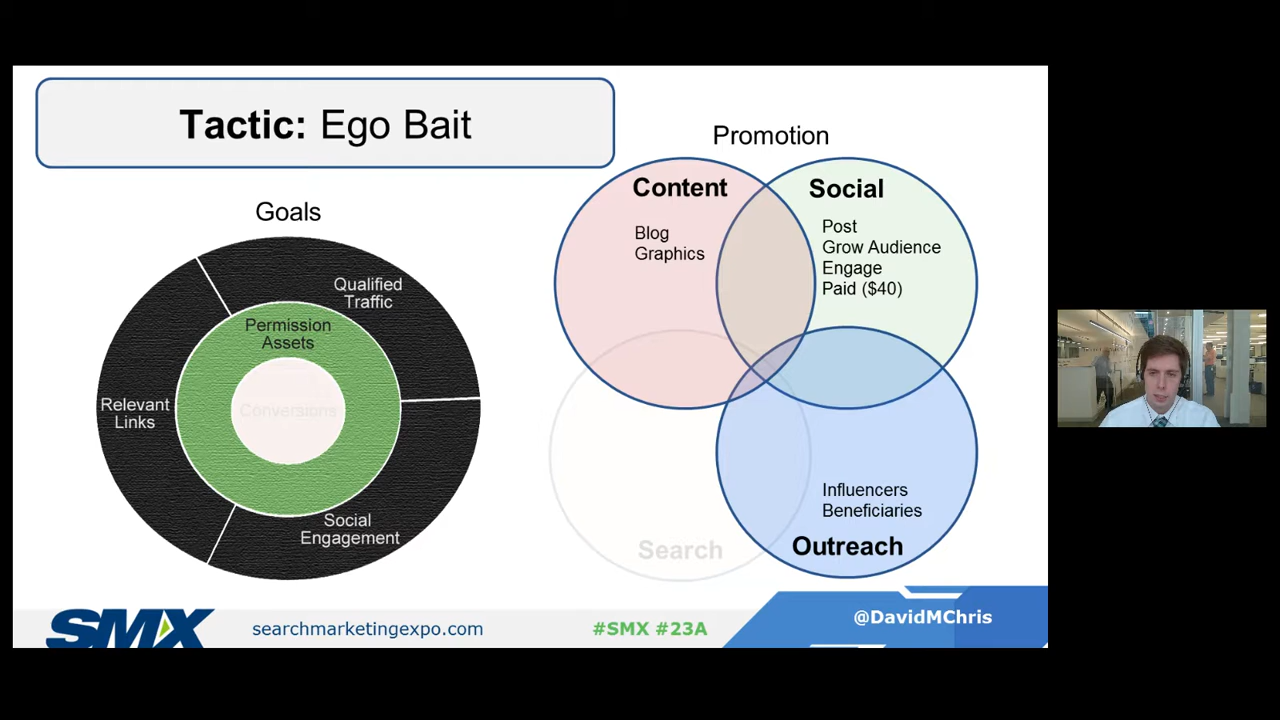 Tactic: Ego Bait
Goals
Qualified
Traffic
Permission
Assets
Relevant
Links
Conversions
Social
Engagement
Promotion
Content
Blog
Graphics
Social
Post
Grow Audience
Engage
Paid ($40)
Influencers
Beneficiaries
Outreach
Search
SMX
searchmarketingexpo.com
#SMX #23A
@DavidMChris